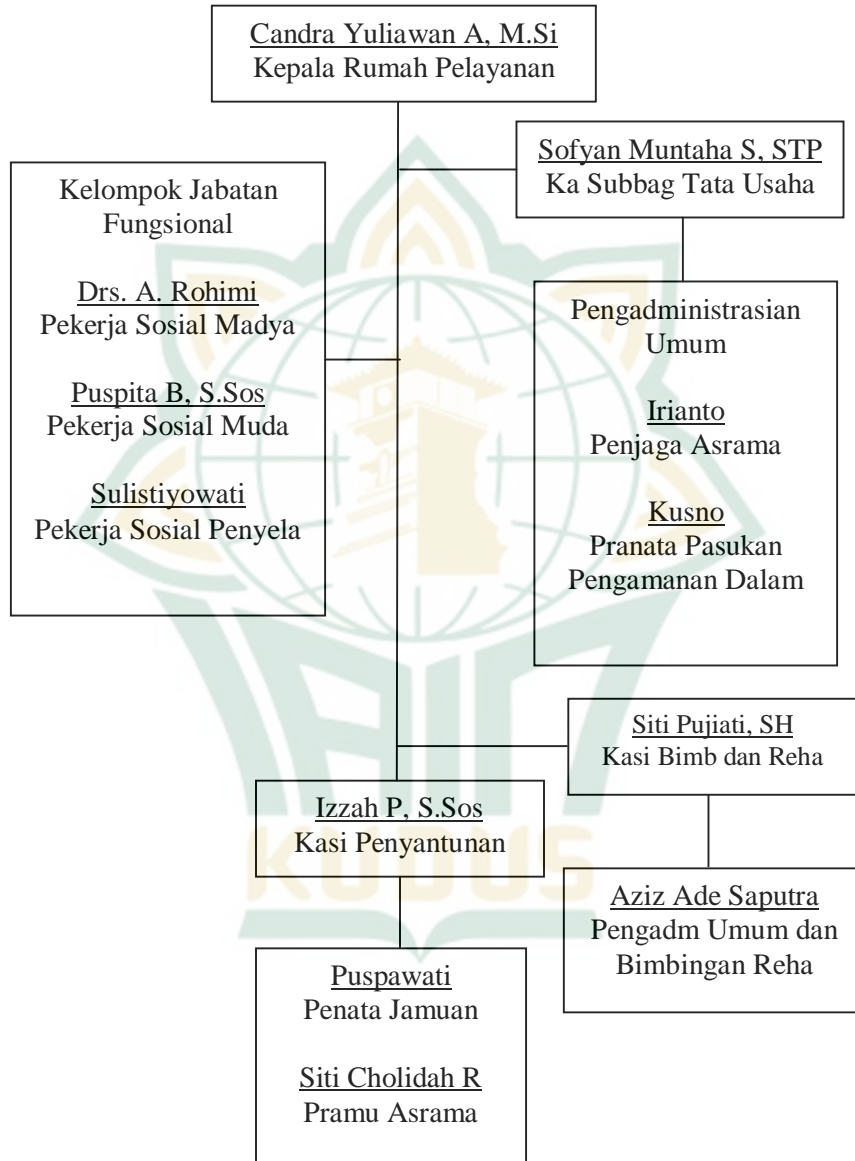 Candra Yuliawan A, M.Si
Kepala Rumah Pelayanan
Sofyan Muntaha S, STP
Ka Subbag Tata Usaha
Kelompok Jabatan
Fungsional
Drs. A. Rohimi
Pekerja Sosial Madya
Puspita B, S.Sos
Pekerja Sosial Muda
Sulistiyowati
Pekerja Sosial Penyela
Pengadministrasian
Umum
Irianto
Penjaga Asrama
Kusno
Pranata Pasukan
Pengamanan Dalam
Siti Pujiati, SH
Kasi Bimb dan Reha
Izzah P, S.Sos
Kasi Penyantunan
Aziz Ade Saputra
Pengadm Umum dan
Bimbingan Reha
Puspawati
Penata Jamuan
Siti Cholidah R
Pramu Asrama
IAIN
KUDUS